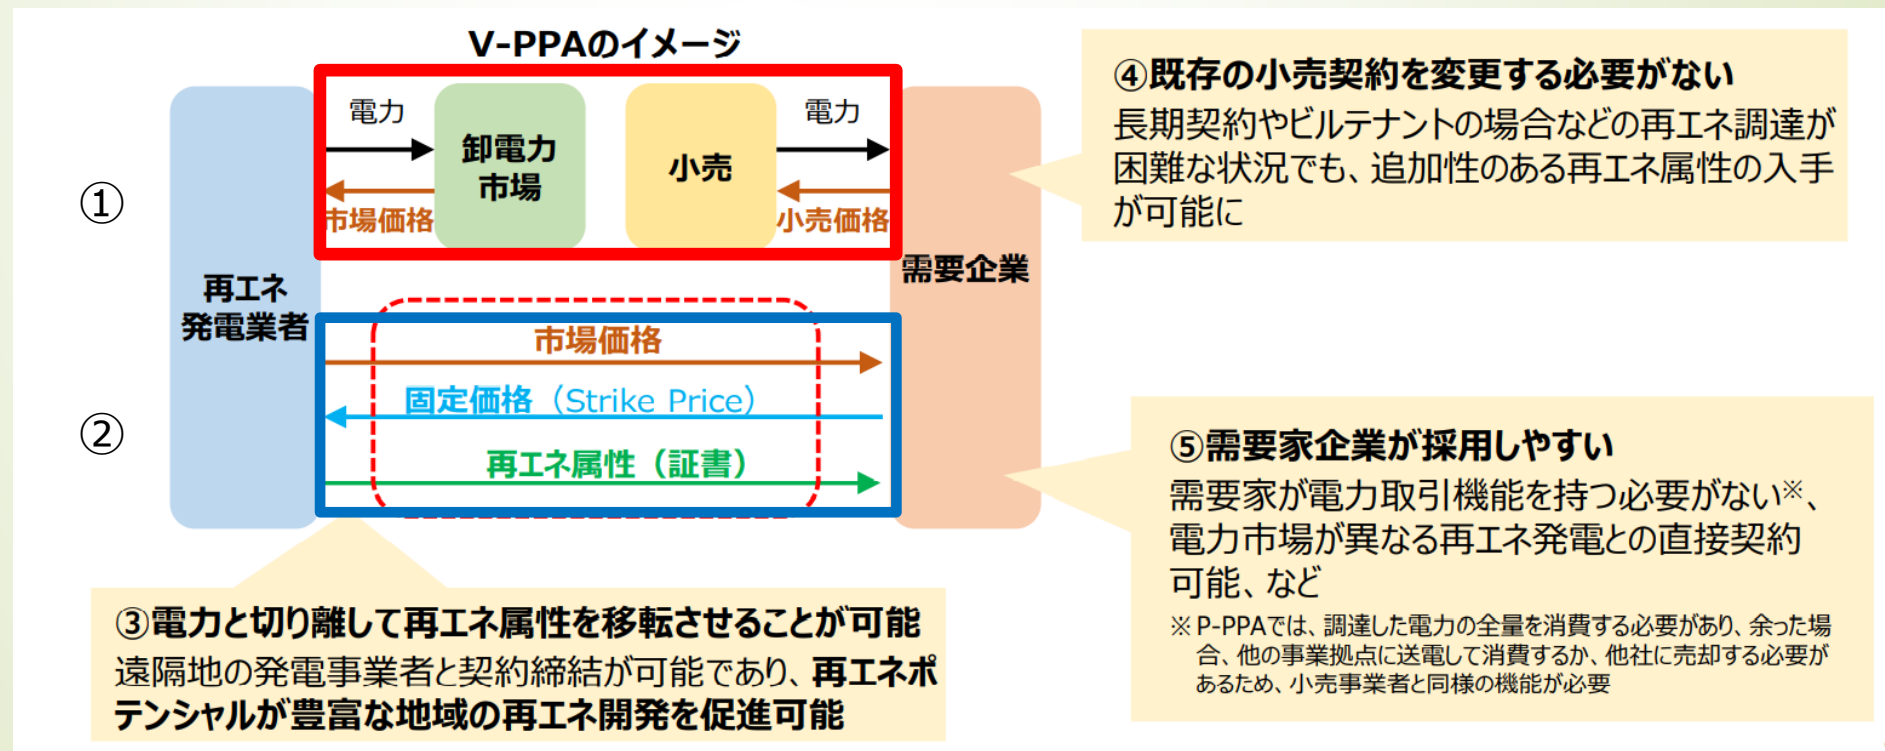 V-PPAのイメージ
①
電力
卸電力
市場
市場価格
小売
電力
小売価格
再エネ
発電業者
需要企業
②
市場価格
固定価格（Strike Price）
再エネ属性（証書）
④既存の小売契約を変更する必要がない
長期契約やビルテナントの場合などの再エネ調達が
困難な状況でも、追加性のある再エネ属性の入手
が可能に
⑤需要家企業が採用しやすい
需要家が電力取引機能を持つ必要がない※、
電力市場が異なる再エネ発電との直接契約
可能、など
※P-PPAでは、調達した電力の全量を消費する必要があり、余った場
合、他の事業拠点に送電して消費するか、他社に売却する必要が
あるため、小売事業者と同様の機能が必要
③電力と切り離して再エネ属性を移転させることが可能
遠隔地の発電事業者と契約締結が可能であり、再エネポ
テンシャルが豊富な地域の再エネ開発を促進可能